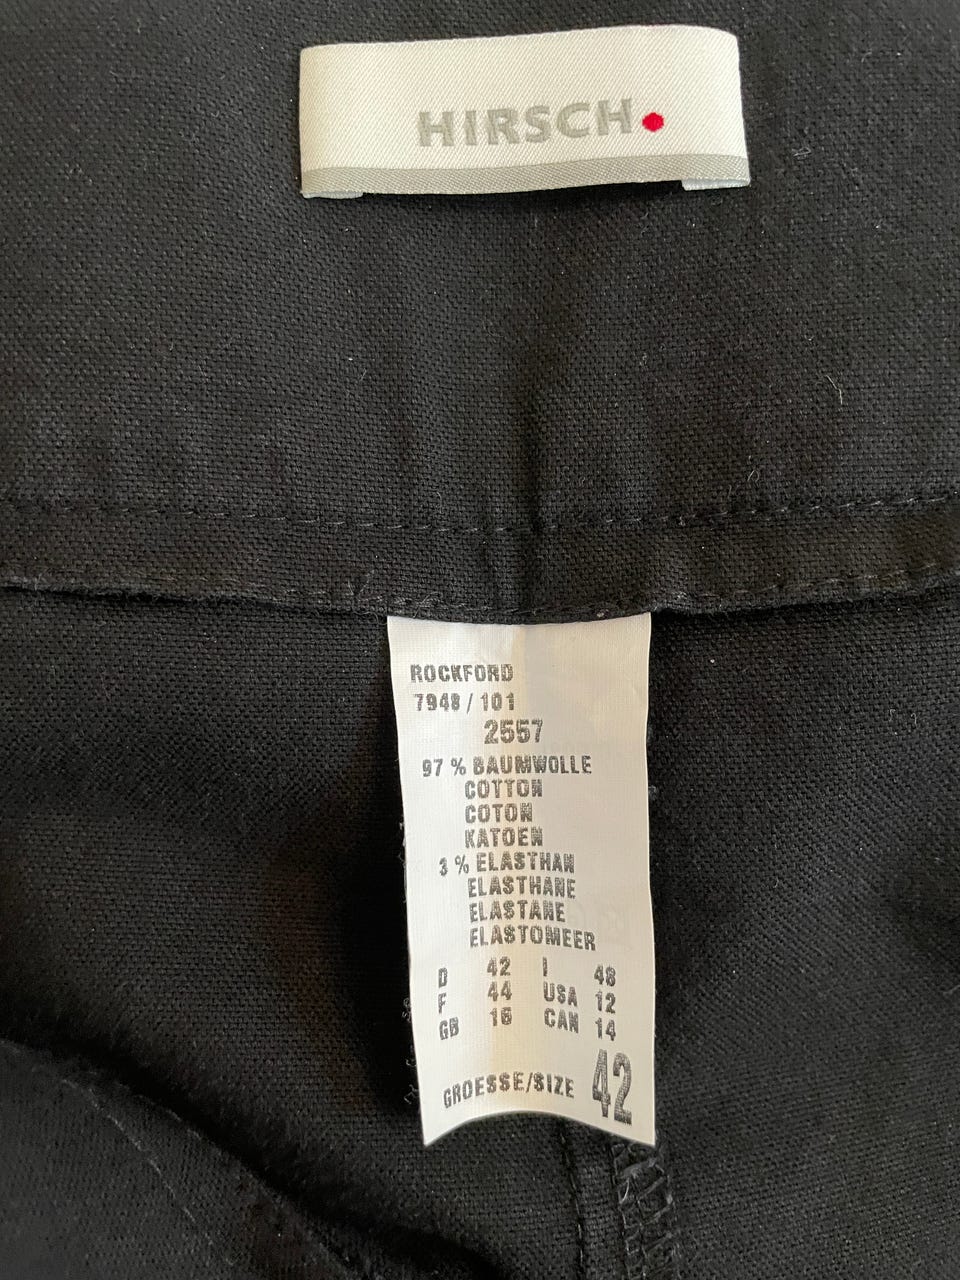 HIRSCH.
ROCKFORD
7948 / 101
2557
97 % BAUMWOLLE
COTTON
COTON
KATOEN
3 % ELASTHAN
ELASTHANE
ELASTANE
ELASTOMEER
D 42 I 48
F 44 USA 12
GB 16 CAN 14
GROESSE/SIZE 42